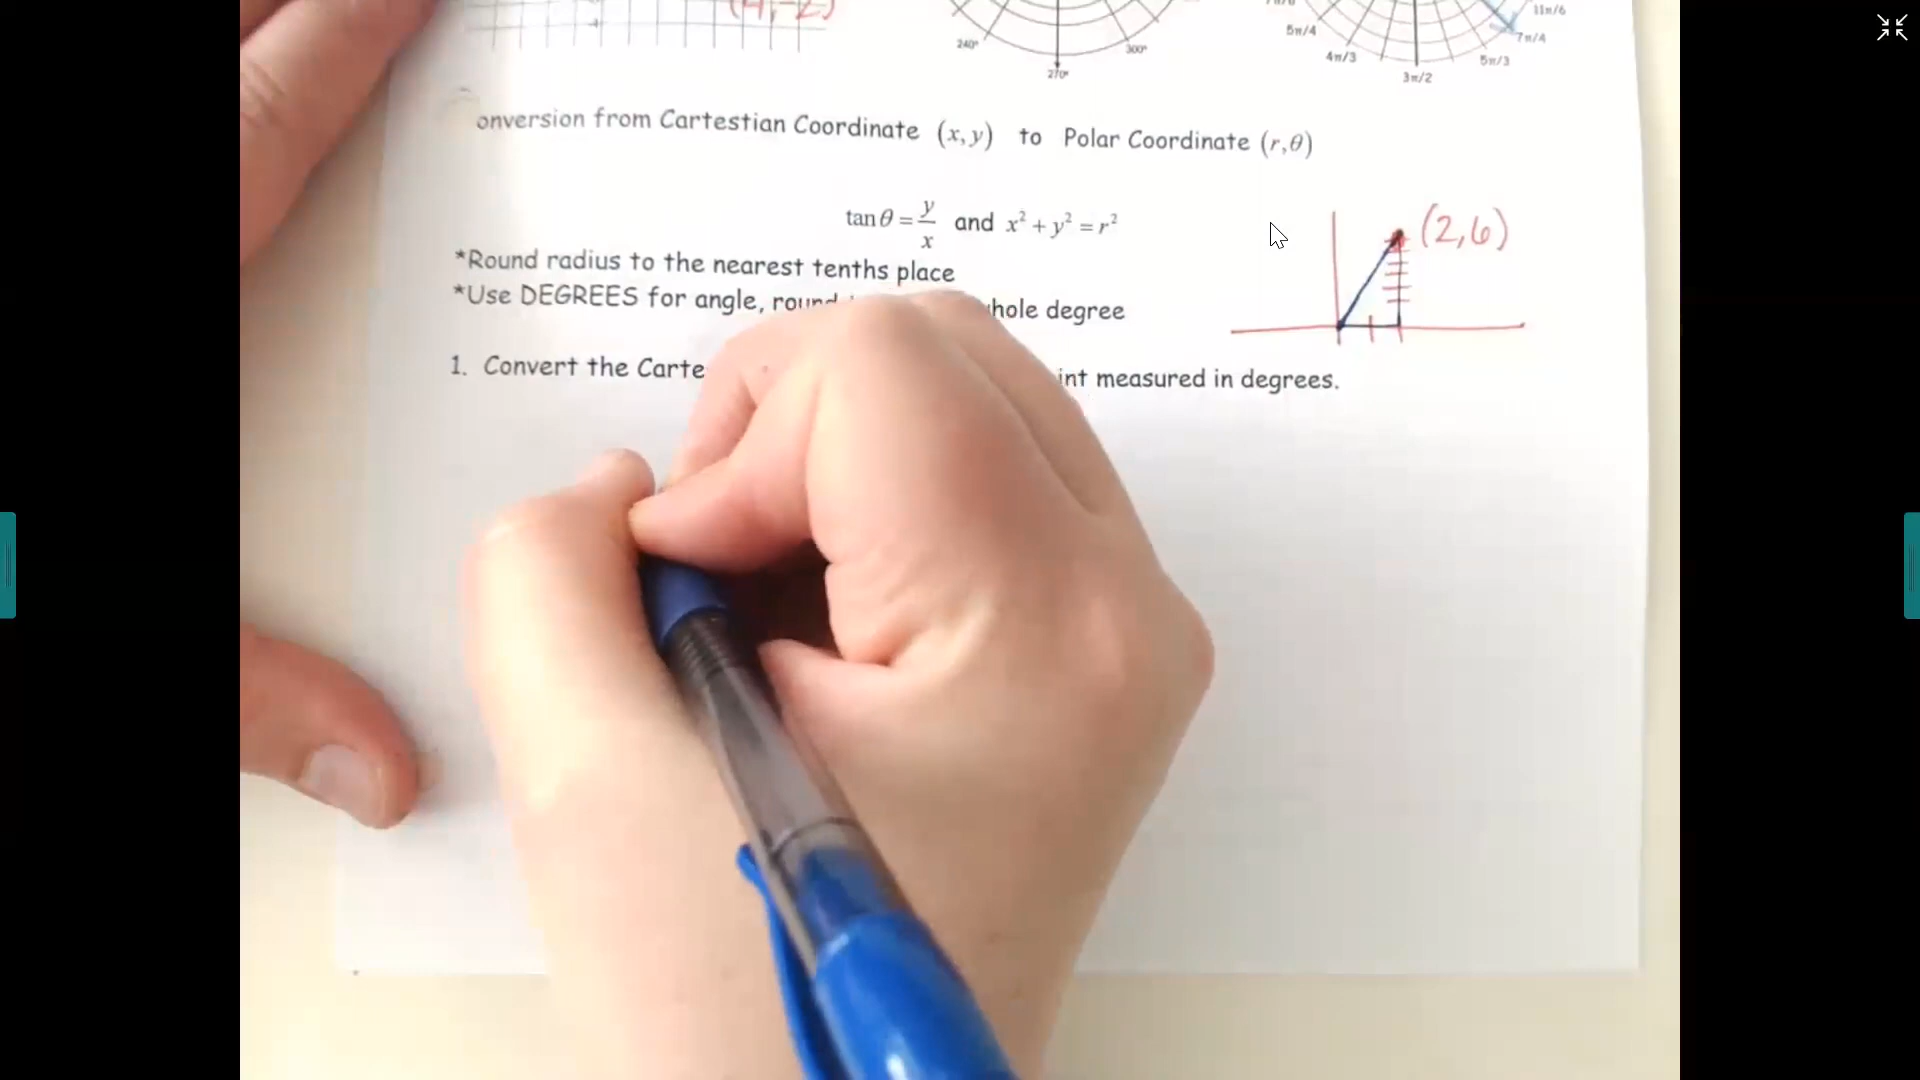 (4,-2)
240°
270°
300°
5π/4
4π/3
3π/2
5π/3
7π/4
11π/6
onversion from Cartestian Coordinate (x,y) to Polar Coordinate (r,θ)
tanθ = y/x and x² + y² = r²
(2,6)
*Round radius to the nearest tenths place
*Use DEGREES for angle, round hole degree
1. Convert the Carte int measured in degrees.